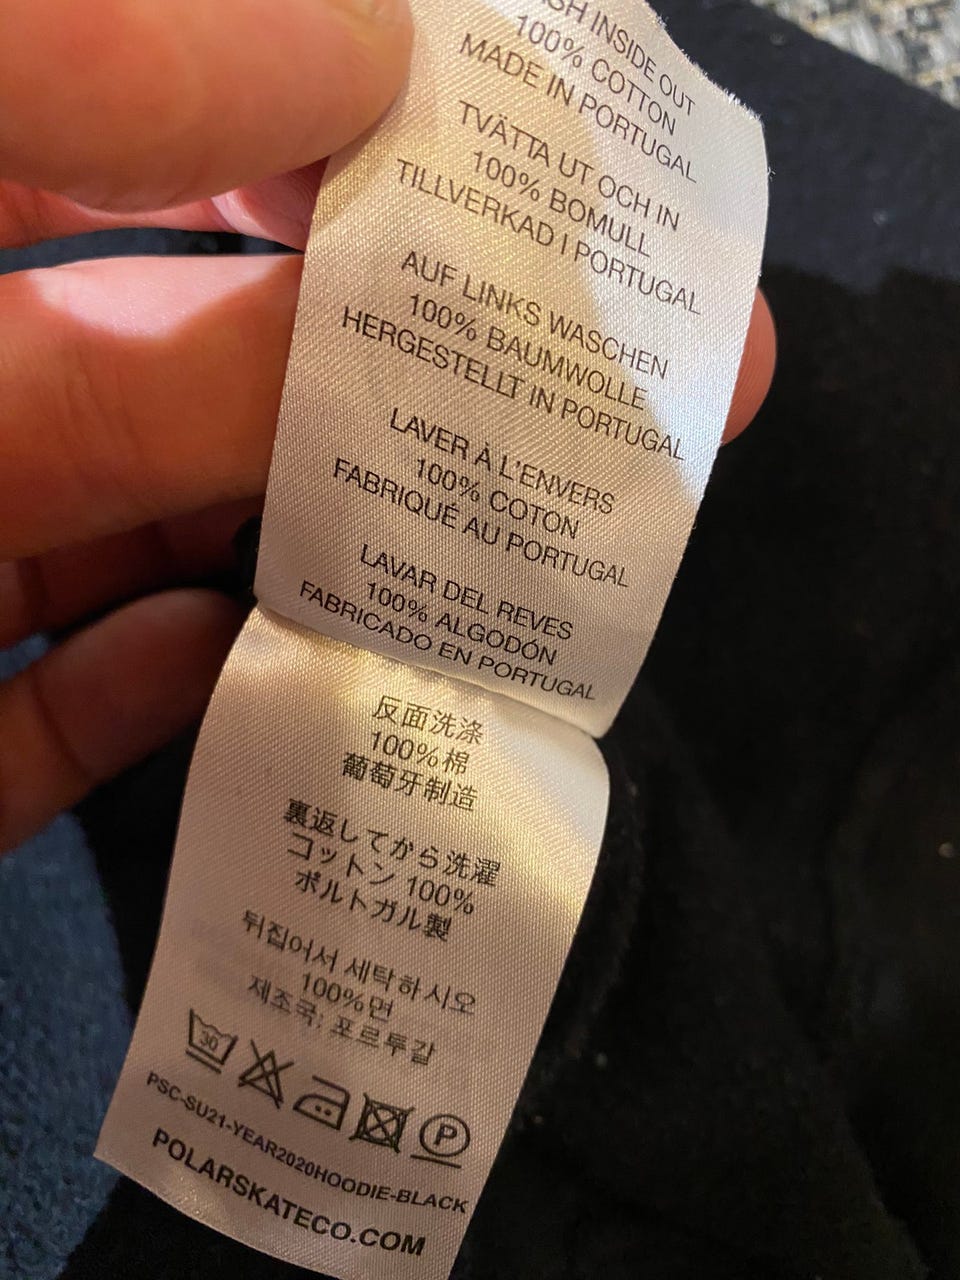 INSIDE OUT
100% COTTON
MADE IN PORTUGAL
TVÄTTA UT OCH IN
100% BOMULL
TILLVERKAD I PORTUGAL
AUF LINKS WASCHEN
100% BAUMWOLLE
HERGESTELLT IN PORTUGAL
LAVER À L'ENVERS
100% COTON
FABRIQUÉ AU PORTUGAL
LAVAR DEL REVES
100% ALGODÓN
FABRICADO EN PORTUGAL
反面洗涤
100%棉
葡萄牙制造
裏返してから洗濯
コットン 100%
ポルトガル製
뒤집어서 세탁하시오
100%면
제조국: 포르투갈
30 P
PSC-SU21-YEAR2020HOODIE-BLACK
POLARSKATECO.COM